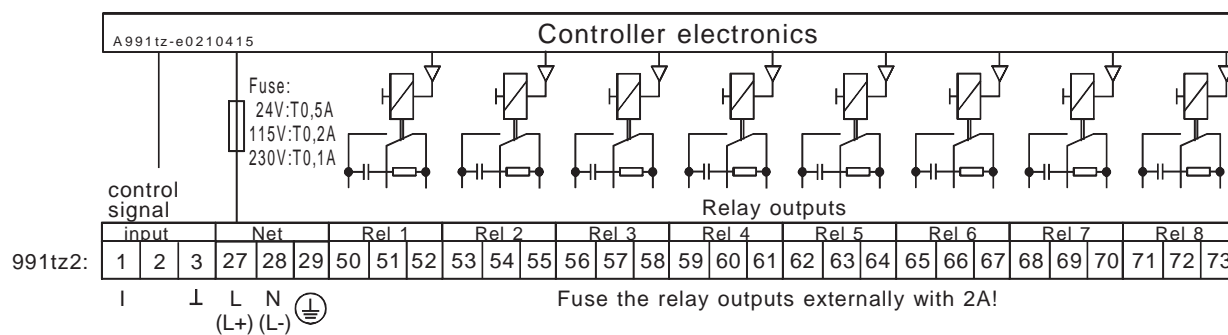 Controller electronics
A991tz-e0210415
Fuse:
24V:T0,5A
115V:T0,2A
230V:T0,1A
control
signal
Relay outputs
input Net Rel 1 Rel 2 Rel 3 Rel 4 Rel 5 Rel 6 Rel 7 Rel 8
991tz2: 1 2 3 27 28 29 50 51 52 53 54 55 56 57 58 59 60 61 62 63 64 65 66 67 68 69 70 71 72 73
I ⊥ L N Fuse the relay outputs externally with 2A!
(L+) (L-)